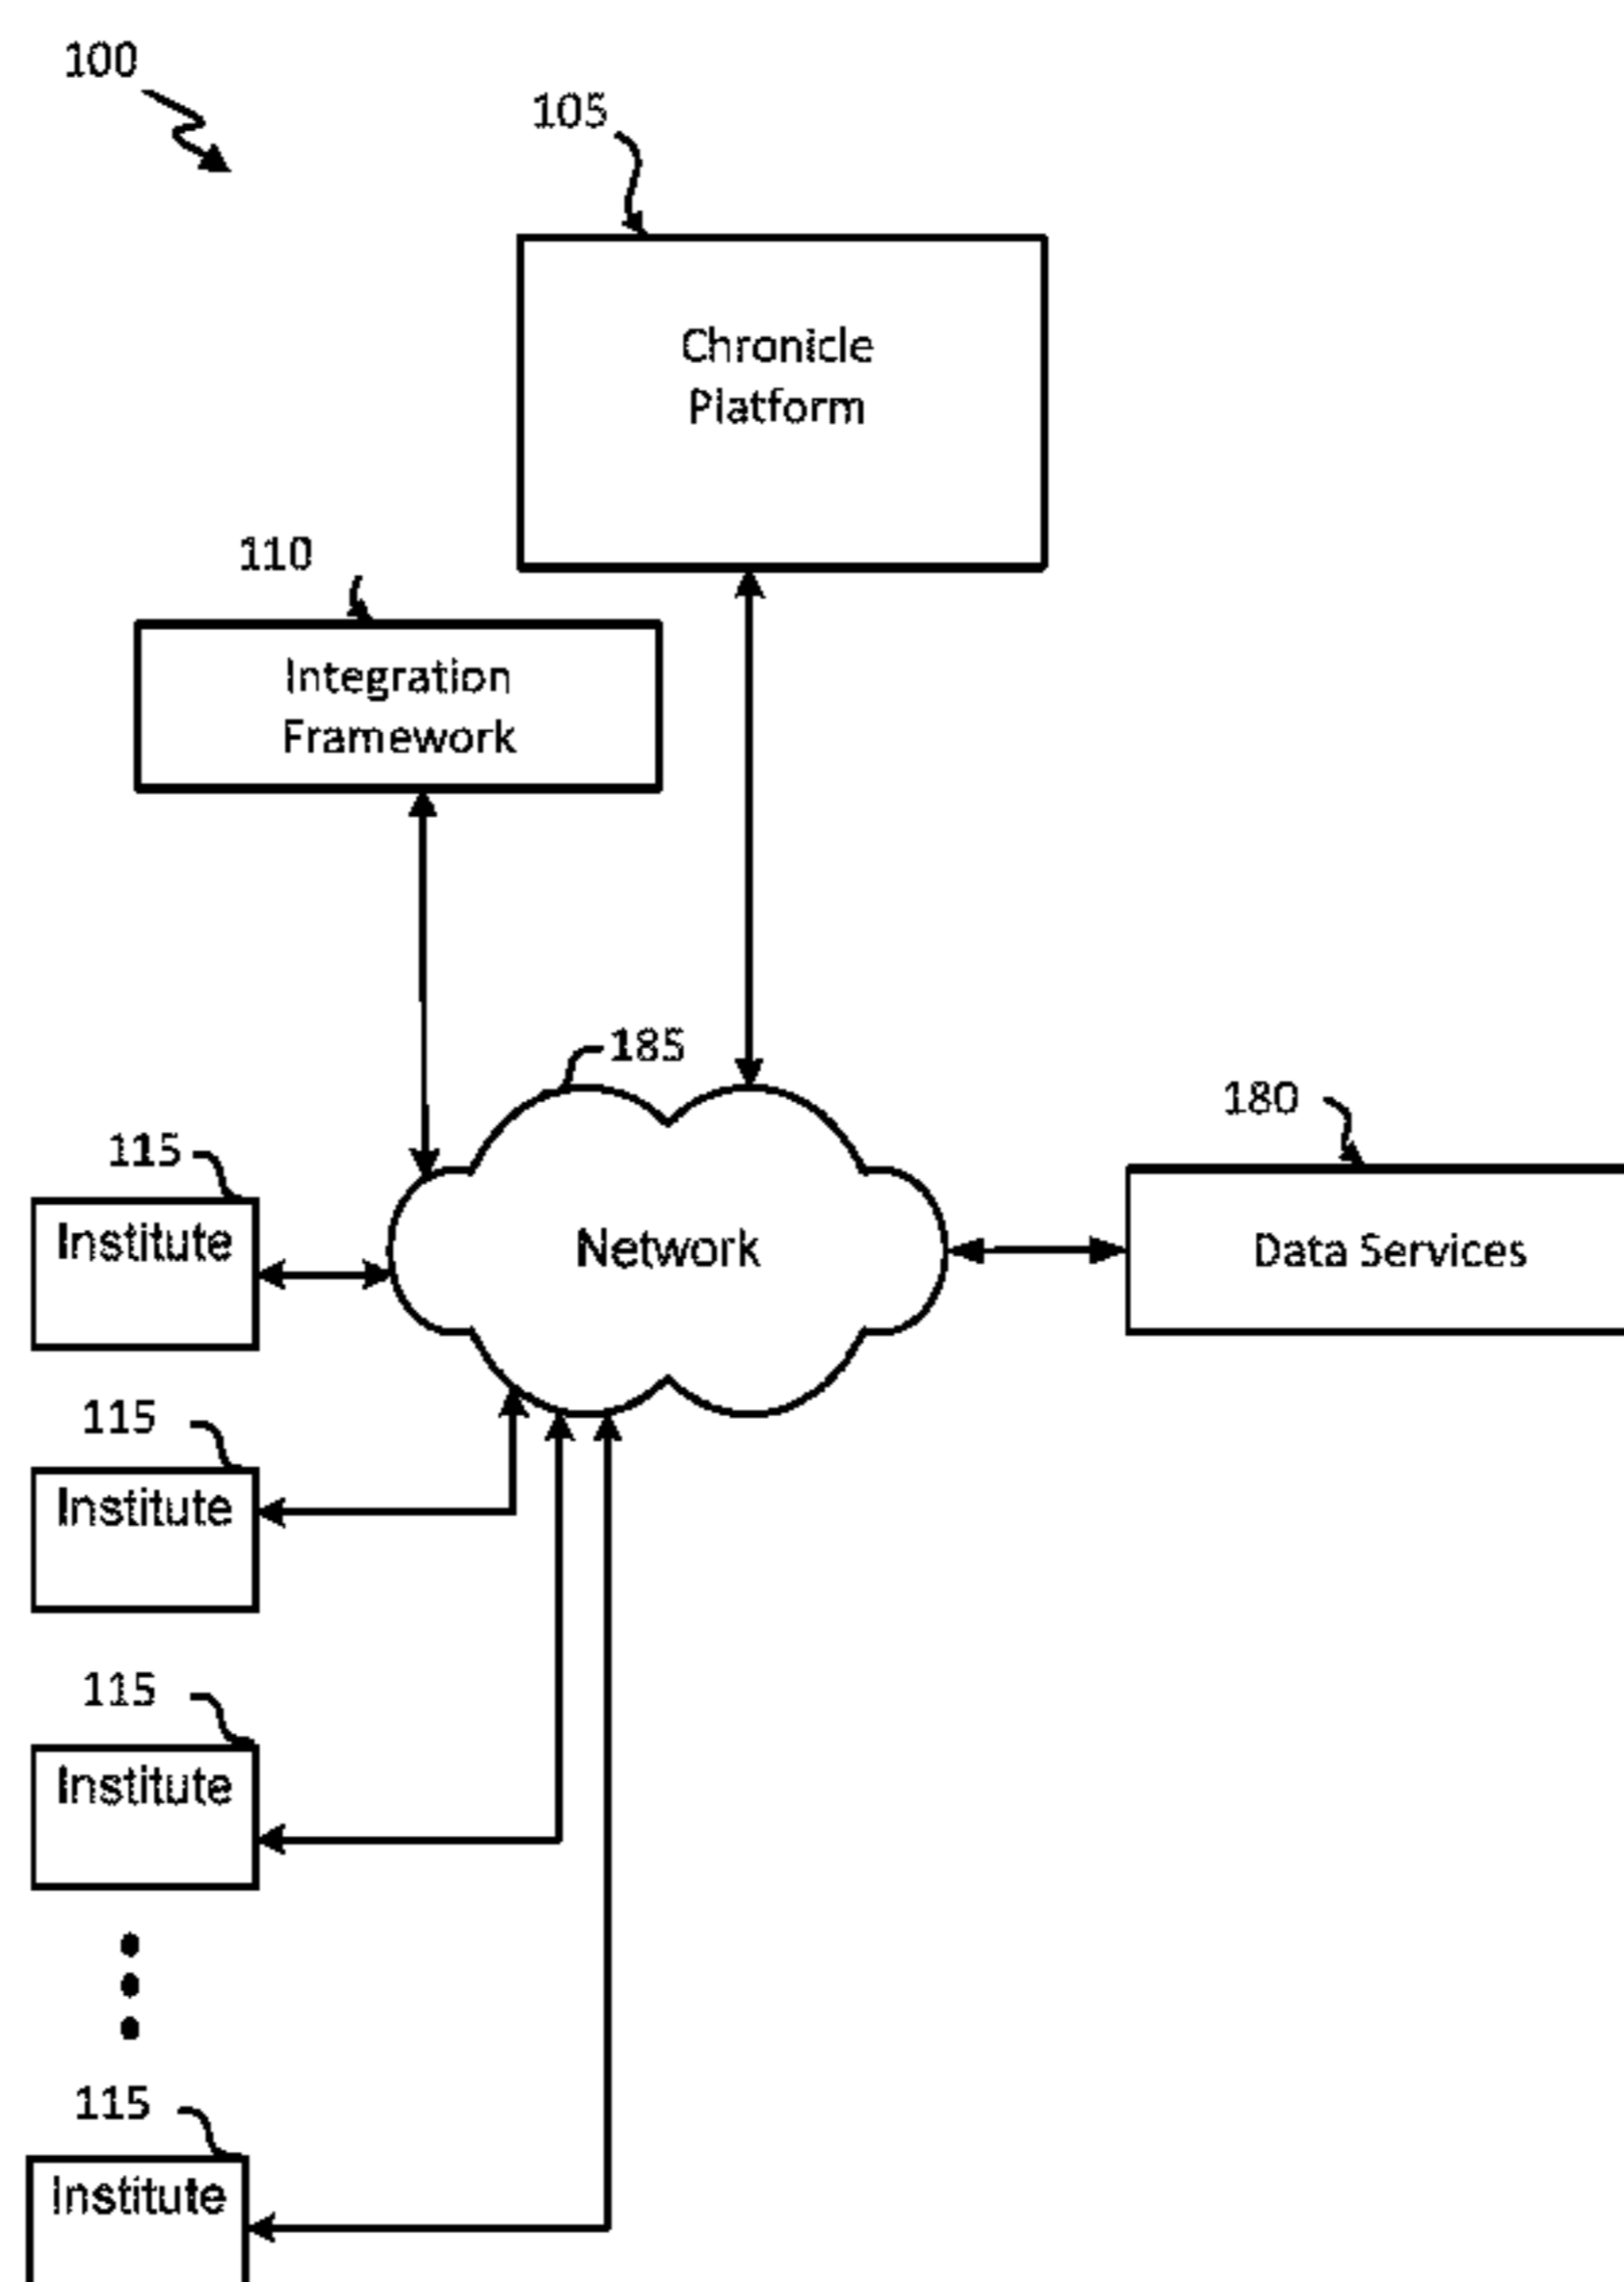 100
105
Chronicle
Platform
110
Integration
Framework
185
180
115
Institute
Network
Data Services
115
Institute
115
Institute
115
Institute